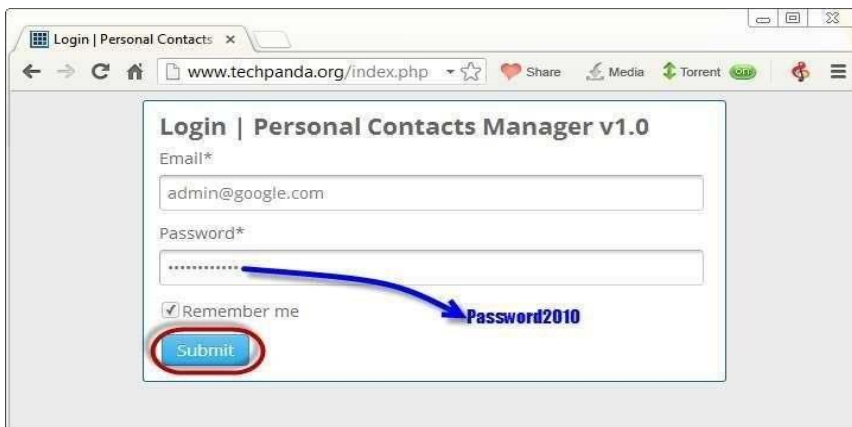 Login | Personal Contacts
www.techpanda.org/index.php Share Media Torrent
Login | Personal Contacts Manager v1.0
Email*
admin@google.com
Password*
••••••••••••
Password2010
Remember me
Submit